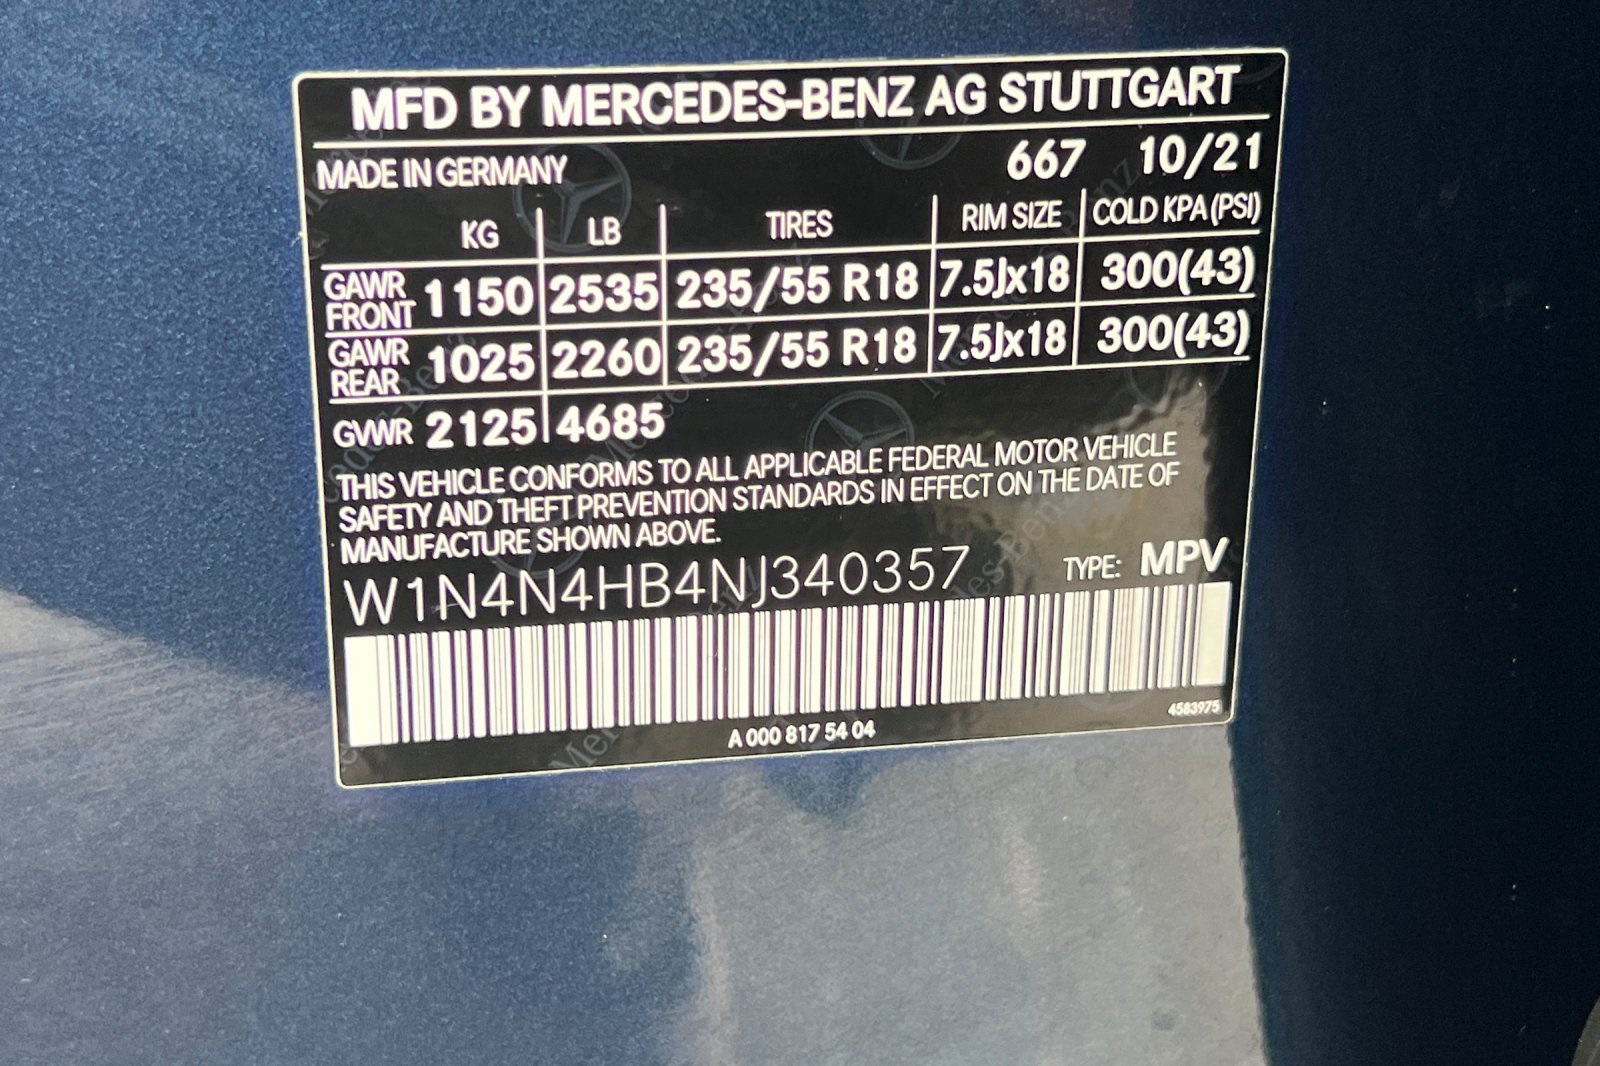 MFD BY MERCEDES-BENZ AG STUTTGART
MADE IN GERMANY 667 10/21
KG LB TIRES RIM SIZE COLD KPA(PSI)
GAWR FRONT 1150 2535 235/55 R18 7.5Jx18 300(43)
GAWR REAR 1025 2260 235/55 R18 7.5Jx18 300(43)
GVWR 2125 4685
THIS VEHICLE CONFORMS TO ALL APPLICABLE FEDERAL MOTOR VEHICLE
SAFETY AND THEFT PREVENTION STANDARDS IN EFFECT ON THE DATE OF
MANUFACTURE SHOWN ABOVE.
W1N4N4HB4NJ340357 TYPE: MPV
A 000 817 54 04 4583975